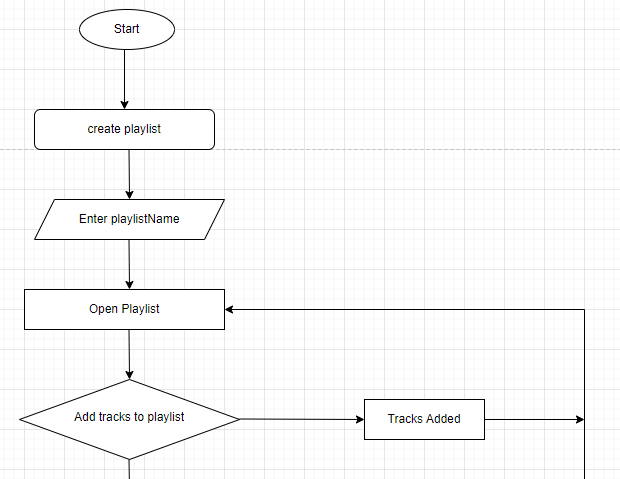 Start
create playlist
Enter playlistName
Open Playlist
Add tracks to playlist
Tracks Added